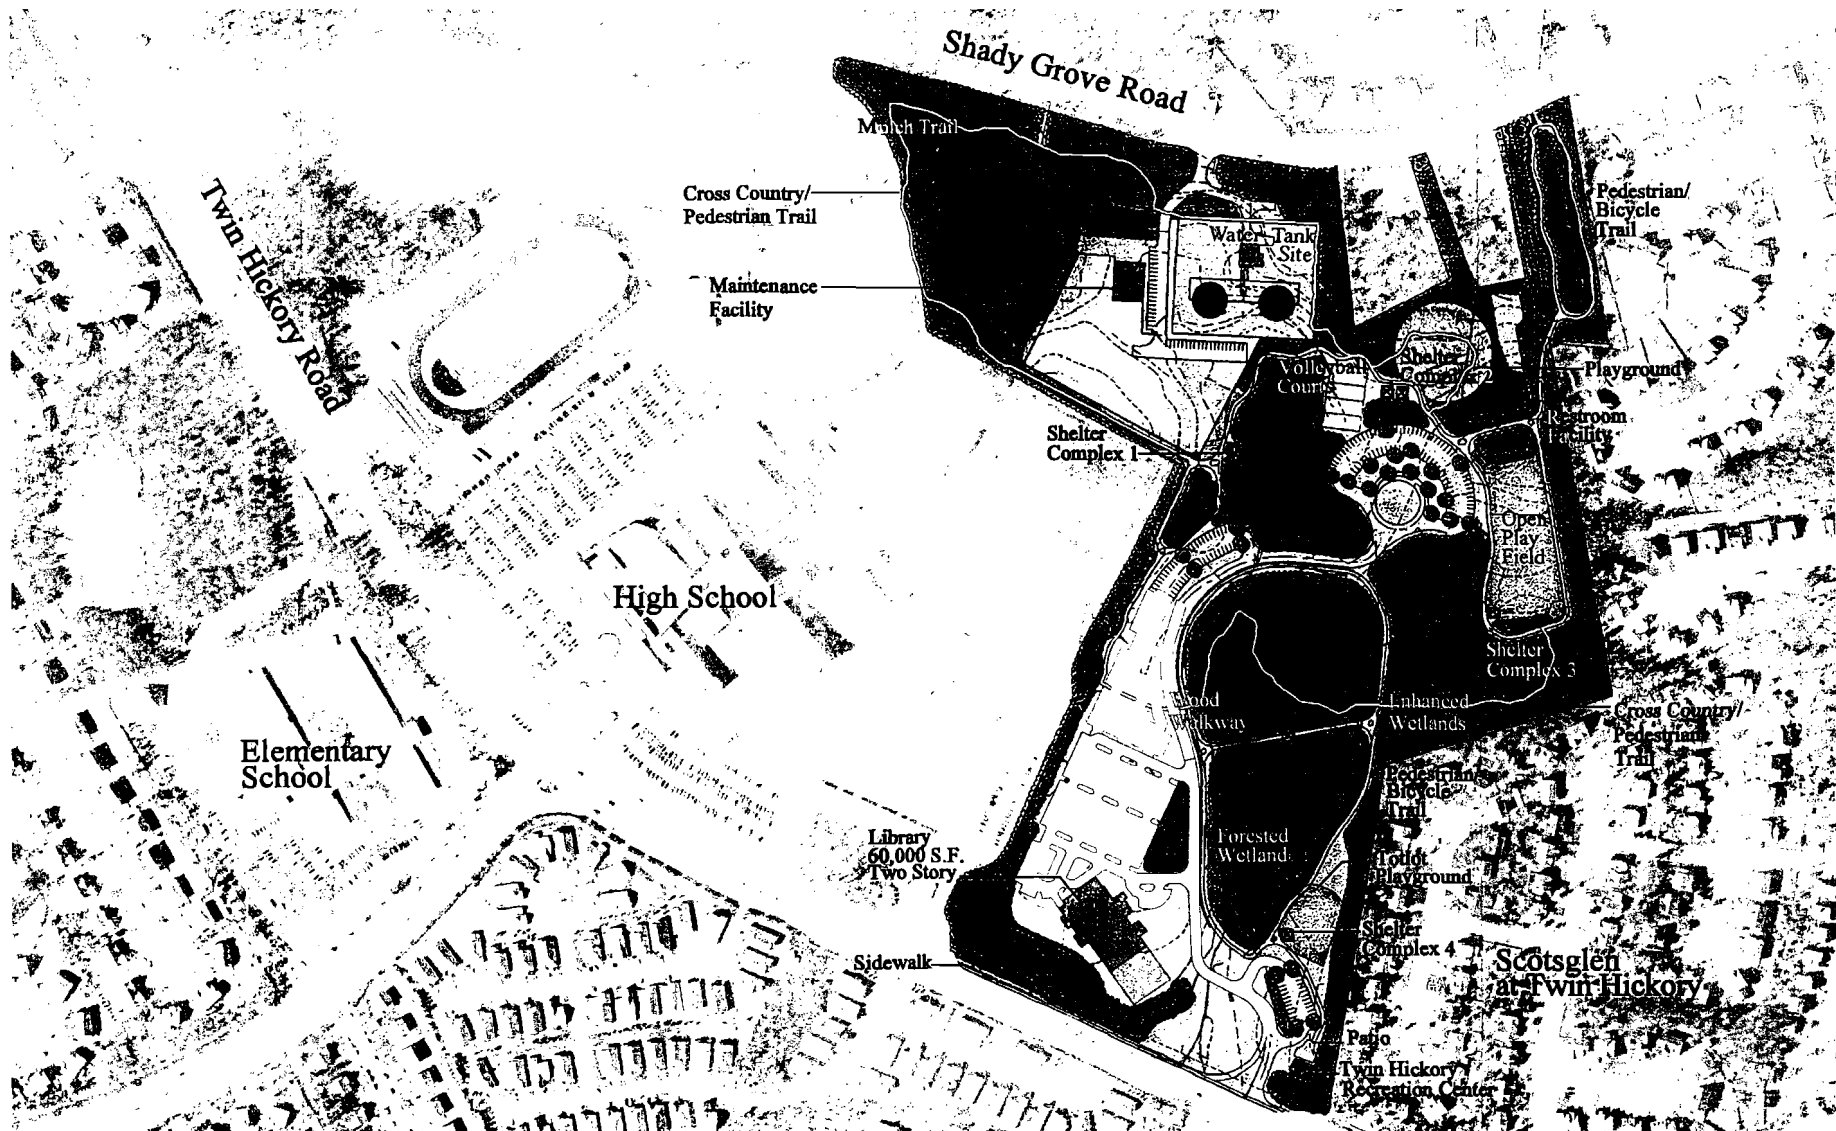 Shady Grove Road
Mulch Trail
Cross Country/
Pedestrian Trail
Pedestrian/
Bicycle
Trail
Twin Hickory Road
Water Tank
Site
Maintenance
Facility
Volleyball
Courts
Shelter
Complex 2
Playground
Restroom
Facility
Shelter
Complex 1
Open
Play
Field
High School
Shelter
Complex 3
Wood
Walkway
Enhanced
Wetlands
Cross Country/
Pedestrian
Trail
Elementary
School
Pedestrian/
Bicycle
Trail
Library
60,000 S.F.
Two Story
Forested
Wetland
Totlot
Playground
Shelter
Complex 4
Sidewalk
Scotsglen
at Twin Hickory
Patio
Twin Hickory
Recreation Center